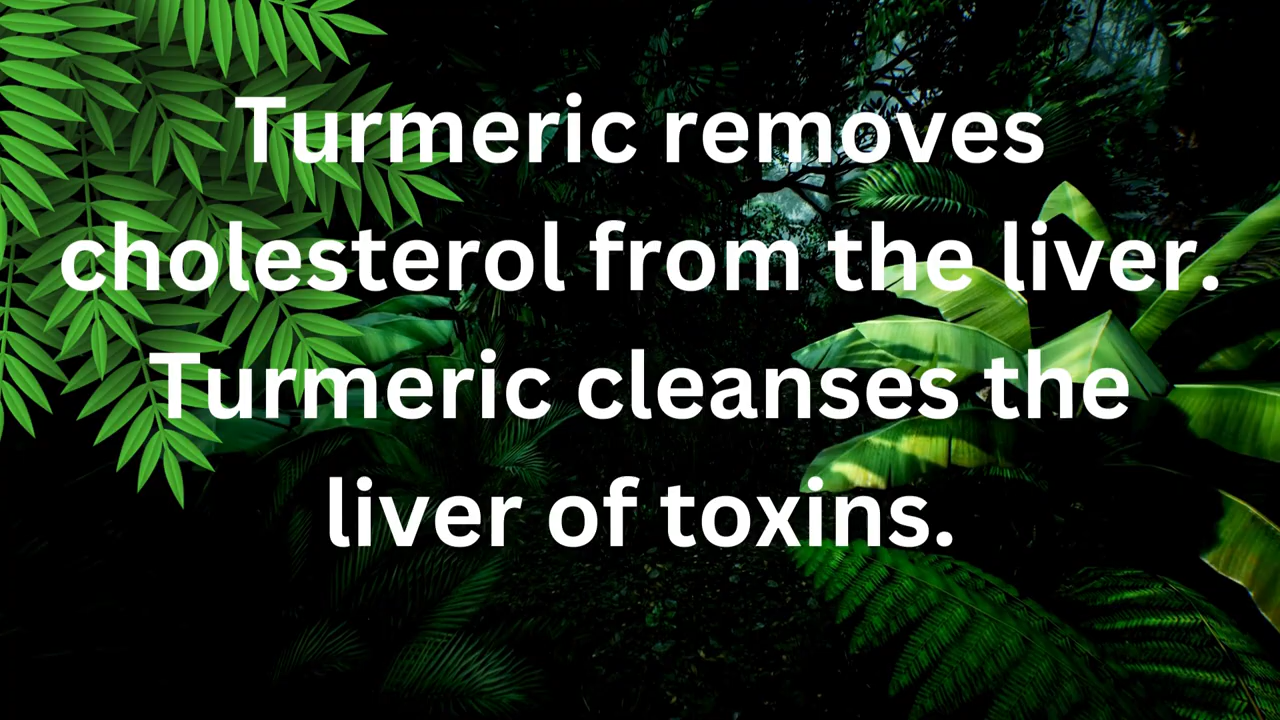 Turmeric removes
cholesterol from the liver.
Turmeric cleanses the
liver of toxins.